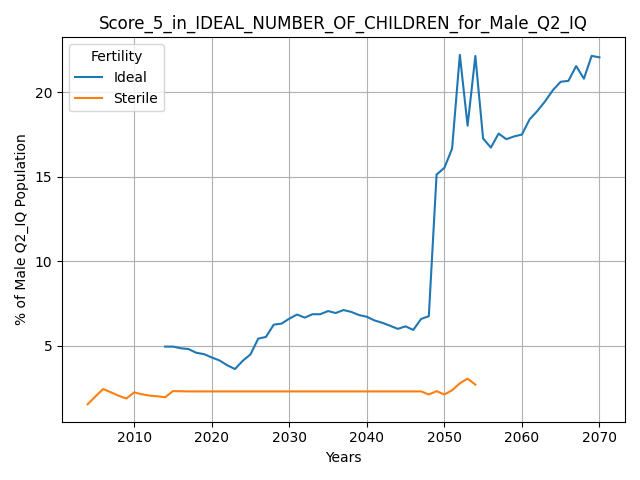 Score_5_in_IDEAL_NUMBER_OF_CHILDREN_for_Male_Q2_IQ
Fertility
Ideal
Sterile
% of Male Q2_IQ Population
20
15
10
5
2010 2020 2030 2040 2050 2060 2070
Years